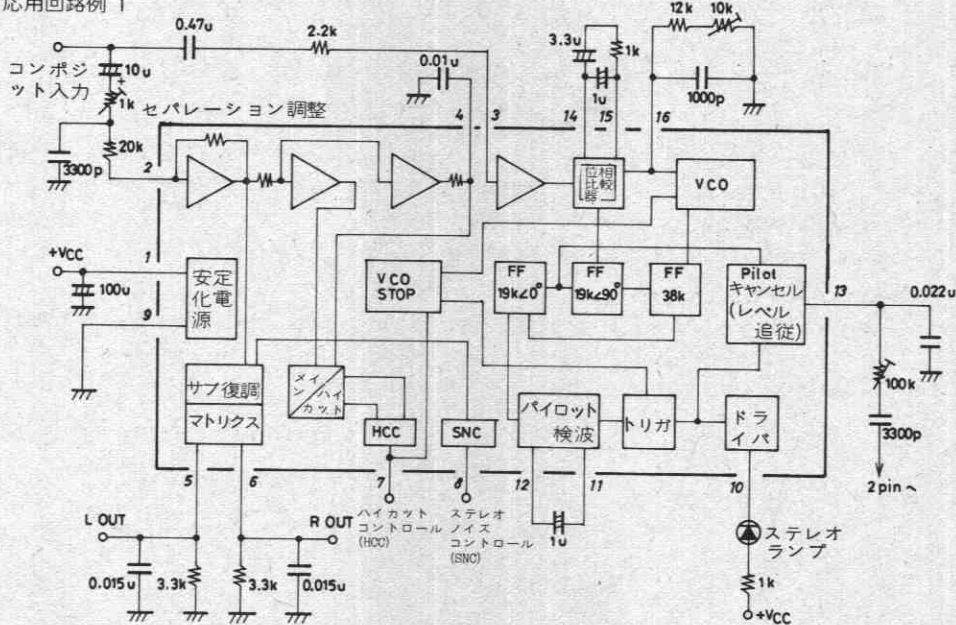 応用回路例 1
0.47u
2.2k
コンポジ
ット入力
10u
+
1k
セパレーション調整
3300p
20k
2
0.01u
4
3
3.3u
1k
1u
14
15
16
12k
10k
1000p
位相
比較
器
VCO
+VCC
1
100u
9
安定
化電
源
VCO
STOP
FF
19k∠0°
FF
19k∠90°
FF
38k
Pilot
キャンセル
(レベル
追従)
13
0.022u
100k
3300p
2pinへ
サブ復調
マトリクス
メイン
ハイカット
HCC
SNC
パイロット
検波
トリガ
ドラ
イバ
5
6
7
8
12
11
10
L OUT
R OUT
0.015u
3.3k
3.3k
0.015u
ハイカット
コントロール
(HCC)
ステレオ
ノイズ
コントロール
(SNC)
1u
ステレオ
ランプ
1k
+VCC